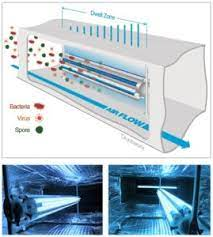 Dwell Zone
Bacteria
Virus
Spore
AIR FLOW